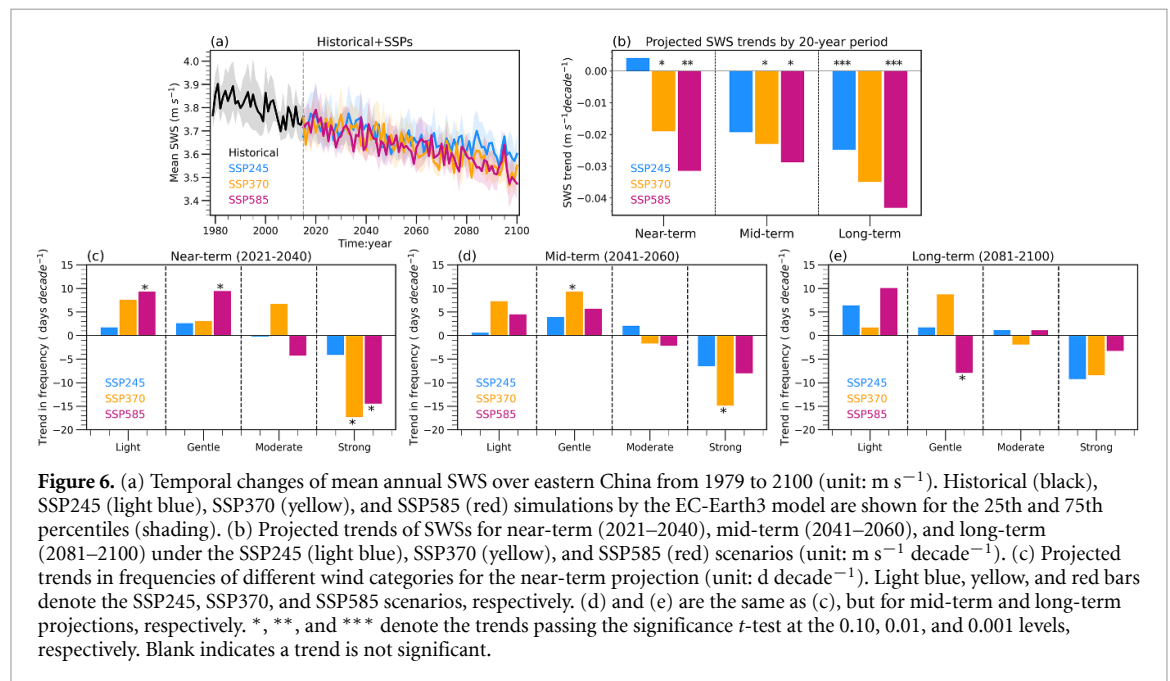 (a) Historical+SSPs
Mean SWS (m s−1)
4.0
3.9
3.8
3.7
3.6
3.5
3.4
Historical
SSP245
SSP370
SSP585
1980 2000 2020 2040 2060 2080 2100
Time:year
(b) Projected SWS trends by 20-year period
SWS trend (m s−1decade−1)
0.00
−0.01
−0.02
−0.03
−0.04
* ** * * *** ***
SSP245
SSP370
SSP585
Near-term Mid-term Long-term
(c) Near-term (2021-2040)
Trend in frequency ( days decade−1)
15
10
5
0
−5
−10
−15
−20
* * * *
SSP245
SSP370
SSP585
Light Gentle Moderate Strong
(d) Mid-term (2041-2060)
Trend in frequency ( days decade−1)
15
10
5
0
−5
−10
−15
−20
* *
SSP245
SSP370
SSP585
Light Gentle Moderate Strong
(e) Long-term (2081-2100)
Trend in frequency ( days decade−1)
15
10
5
0
−5
−10
−15
−20
*
SSP245
SSP370
SSP585
Light Gentle Moderate Strong
Figure 6. (a) Temporal changes of mean annual SWS over eastern China from 1979 to 2100 (unit: m s−1). Historical (black),
SSP245 (light blue), SSP370 (yellow), and SSP585 (red) simulations by the EC-Earth3 model are shown for the 25th and 75th
percentiles (shading). (b) Projected trends of SWSs for near-term (2021–2040), mid-term (2041–2060), and long-term
(2081–2100) under the SSP245 (light blue), SSP370 (yellow), and SSP585 (red) scenarios (unit: m s−1 decade−1). (c) Projected
trends in frequencies of different wind categories for the near-term projection (unit: d decade−1). Light blue, yellow, and red bars
denote the SSP245, SSP370, and SSP585 scenarios, respectively. (d) and (e) are the same as (c), but for mid-term and long-term
projections, respectively. *, **, and *** denote the trends passing the significance t-test at the 0.10, 0.01, and 0.001 levels,
respectively. Blank indicates a trend is not significant.